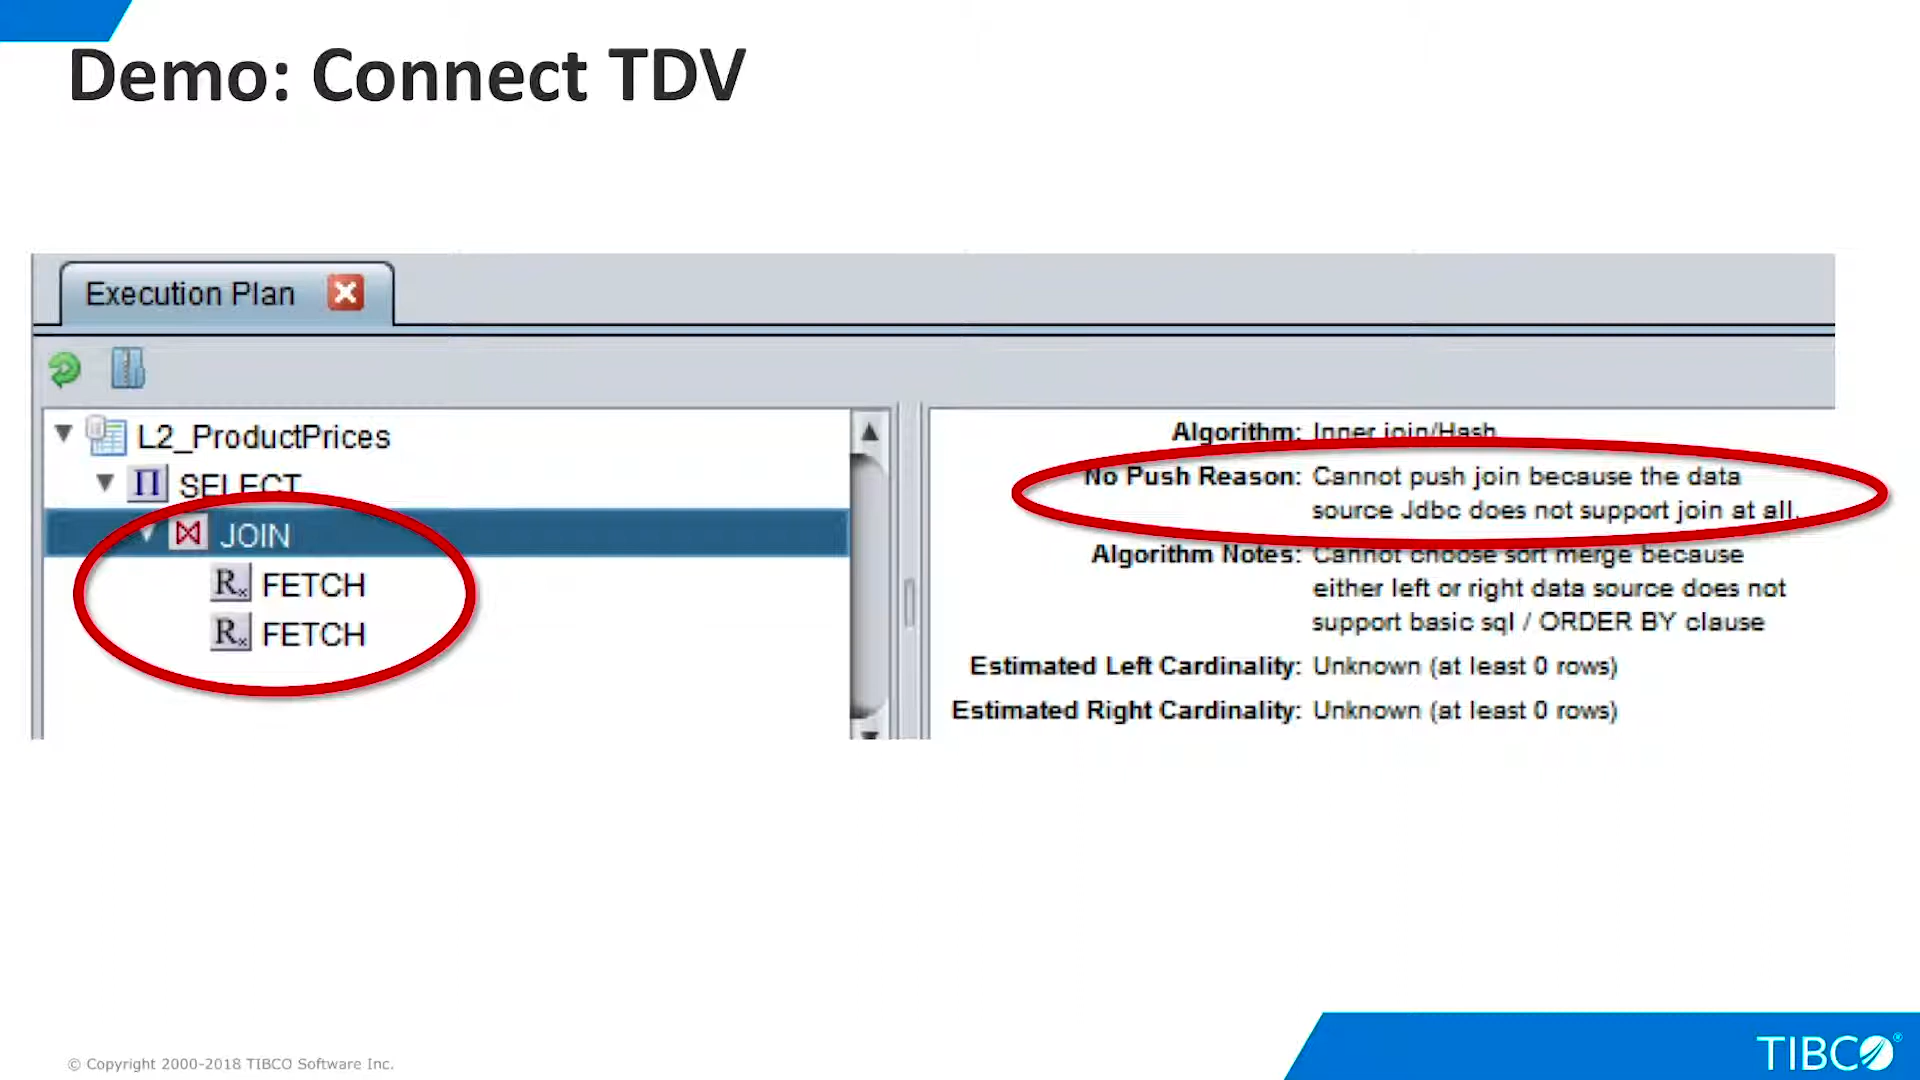 Demo: Connect TDV
Execution Plan
L2_ProductPrices
SELECT
JOIN
FETCH
FETCH
Algorithm: Inner join/Hash
No Push Reason: Cannot push join because the data
source Jdbc does not support join at all.
Algorithm Notes: Cannot choose sort merge because
either left or right data source does not
support basic sql / ORDER BY clause
Estimated Left Cardinality: Unknown (at least 0 rows)
Estimated Right Cardinality: Unknown (at least 0 rows)
© Copyright 2000-2018 TIBCO Software Inc.
TIBCO®